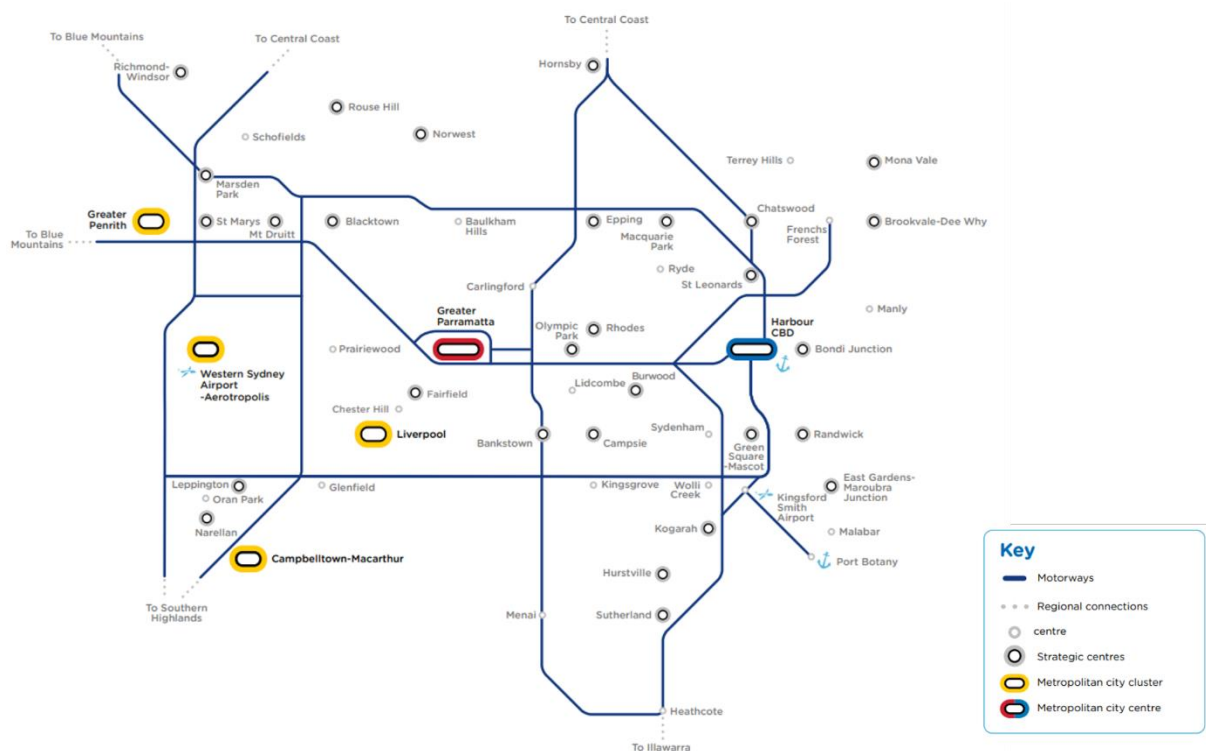 To Central Coast
To Blue Mountains
To Central Coast
Richmond-
Windsor
Hornsby
Rouse Hill
Norwest
Schofields
Terrey Hills
Mona Vale
Marsden
Park
Greater
Penrith
St Marys
Mt Druitt
Blacktown
Baulkham
Hills
Epping
Macquarie
Park
Chatswood
Frenchs
Forest
Brookvale-Dee Why
To Blue
Mountains
Ryde
St Leonards
Carlingford
Manly
Greater
Parramatta
Olympic
Park
Rhodes
Harbour
CBD
Prairiewood
Bondi Junction
Western Sydney
Airport
-Aerotropolis
Fairfield
Lidcombe
Burwood
Chester Hill
Liverpool
Bankstown
Campsie
Sydenham
Green
Square
-Mascot
Randwick
Leppington
Oran Park
Glenfield
Kingsgrove
Wolli
Creek
East Gardens-
Maroubra
Junction
Kingsford
Smith
Airport
Narellan
Kogarah
Malabar
Campbelltown-Macarthur
Port Botany
Hurstville
To Southern
Highlands
Menai
Sutherland
Heathcote
To Illawarra
Key
Motorways
Regional connections
centre
Strategic centres
Metropolitan city cluster
Metropolitan city centre